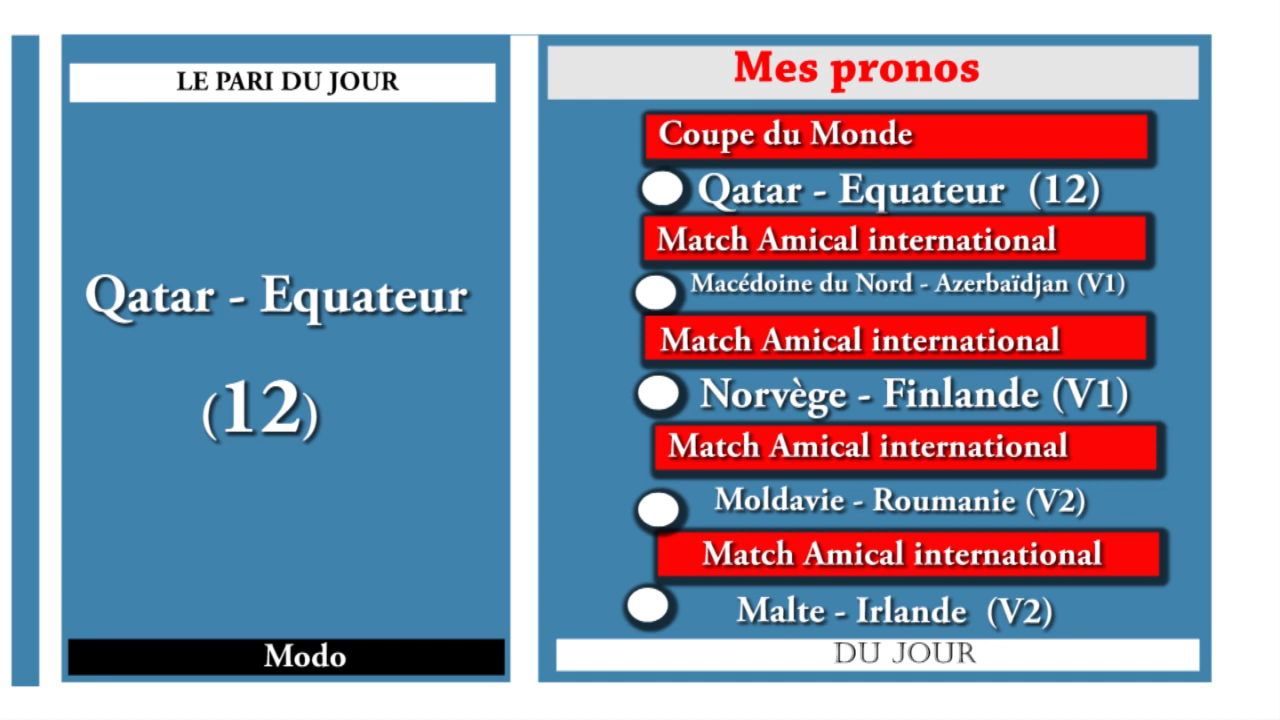 LE PARI DU JOUR
Qatar - Equateur
(12)
Modo
Mes pronos
Coupe du Monde
Qatar - Equateur (12)
Match Amical international
Macédoine du Nord - Azerbaïdjan (V1)
Match Amical international
Norvège - Finlande (V1)
Match Amical international
Moldavie - Roumanie (V2)
Match Amical international
Malte - Irlande (V2)
DU JOUR